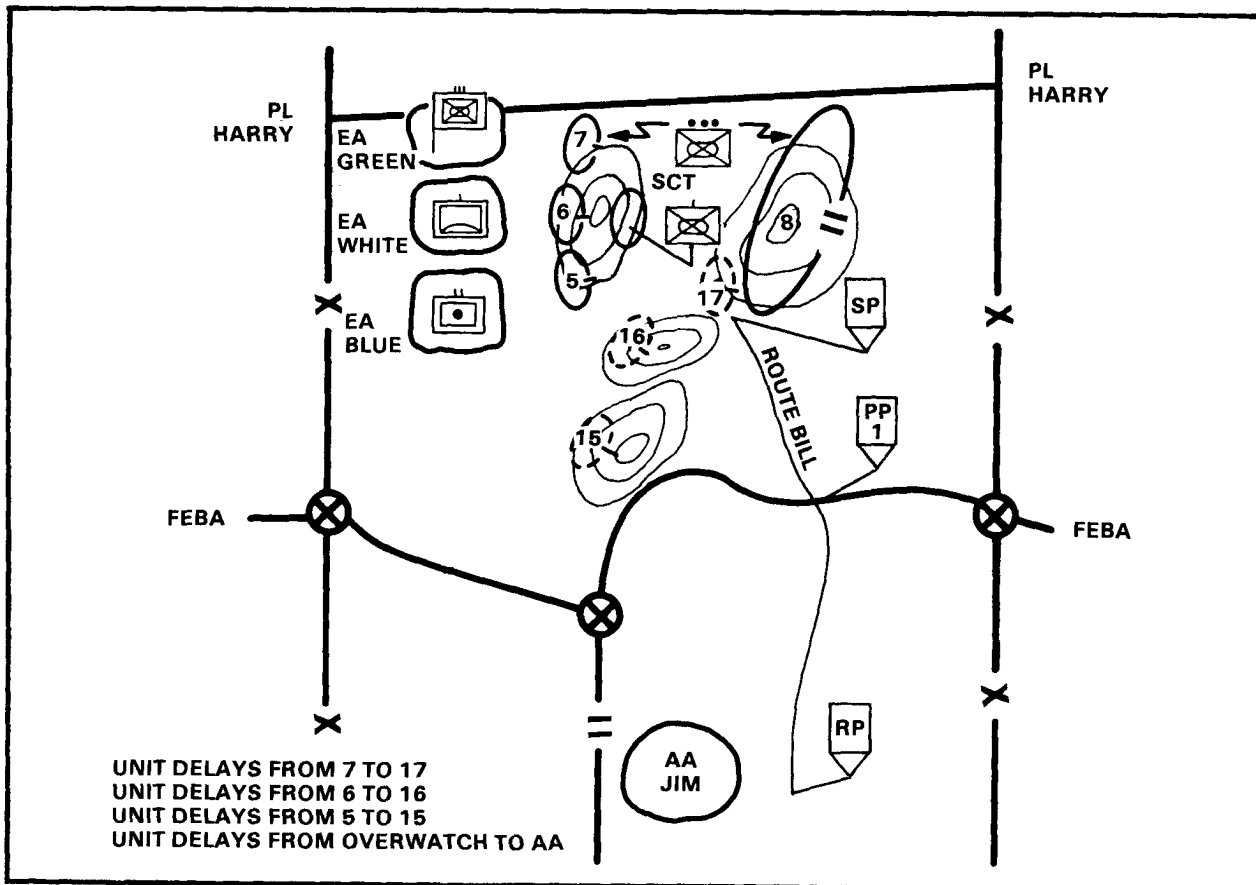 PL
HARRY
PL
HARRY
EA
GREEN
7
SCT
EA
WHITE
6
8
5
17
SP
EA
BLUE
16
ROUTE BILL
PP
1
15
FEBA
FEBA
RP
AA
JIM
UNIT DELAYS FROM 7 TO 17
UNIT DELAYS FROM 6 TO 16
UNIT DELAYS FROM 5 TO 15
UNIT DELAYS FROM OVERWATCH TO AA